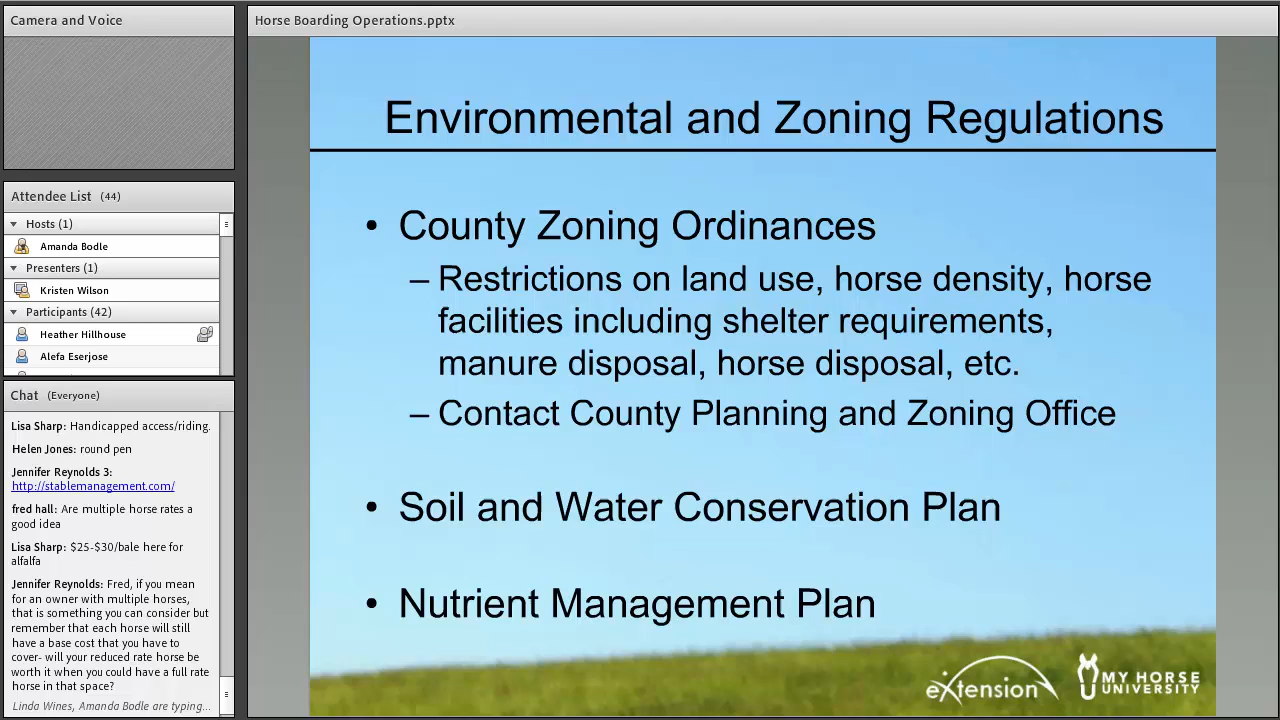 Camera and Voice
Attendee List (44)
Hosts (1)
Amanda Bodle
Presenters (1)
Kristen Wilson
Participants (42)
Heather Hillhouse
Alefa Eserjose
Chat (Everyone)
Lisa Sharp: Handicapped access/riding.
Helen Jones: round pen
Jennifer Reynolds 3:
http://stablemanagement.com/
fred hall: Are multiple horse rates a
good idea
Lisa Sharp: $25-$30/bale here for
alfalfa
Jennifer Reynolds: Fred, if you mean
for an owner with multiple horses,
that is something you can consider but
remember that each horse will still
have a base cost that you have to
cover- will your reduced rate horse be
worth it when you could have a full rate
horse in that space?
Linda Wines, Amanda Bodle are typing...
Horse Boarding Operations.pptx
Environmental and Zoning Regulations
• County Zoning Ordinances
– Restrictions on land use, horse density, horse
facilities including shelter requirements,
manure disposal, horse disposal, etc.
– Contact County Planning and Zoning Office
• Soil and Water Conservation Plan
• Nutrient Management Plan
eXtension
MY HORSE
UNIVERSITY